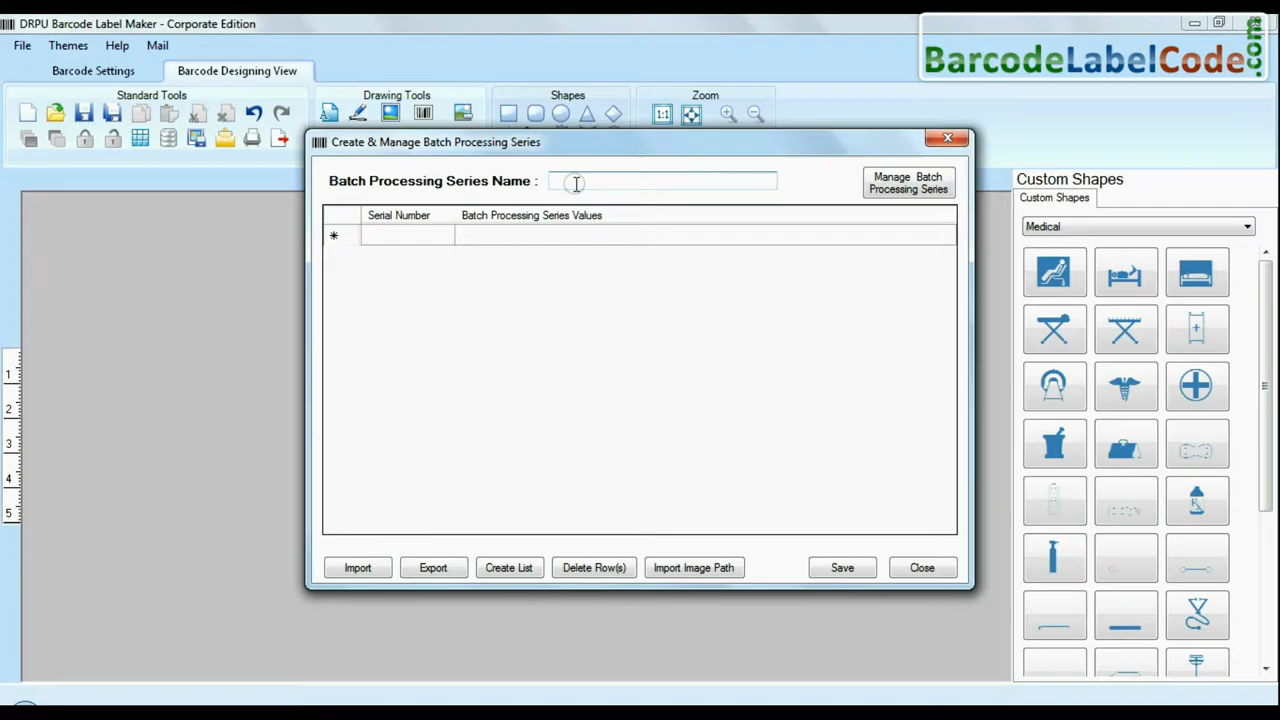 DRPU Barcode Label Maker - Corporate Edition
File Themes Help Mail
BarcodeLabelCode.com
Barcode Settings Barcode Designing View
Standard Tools Drawing Tools Shapes Zoom
1:1
Create & Manage Batch Processing Series
Batch Processing Series Name :
Manage Batch
Processing Series
Serial Number Batch Processing Series Values
*
Import Export Create List Delete Row(s) Import Image Path Save Close
Custom Shapes
Custom Shapes
Medical
Rx
1
2
3
4
5